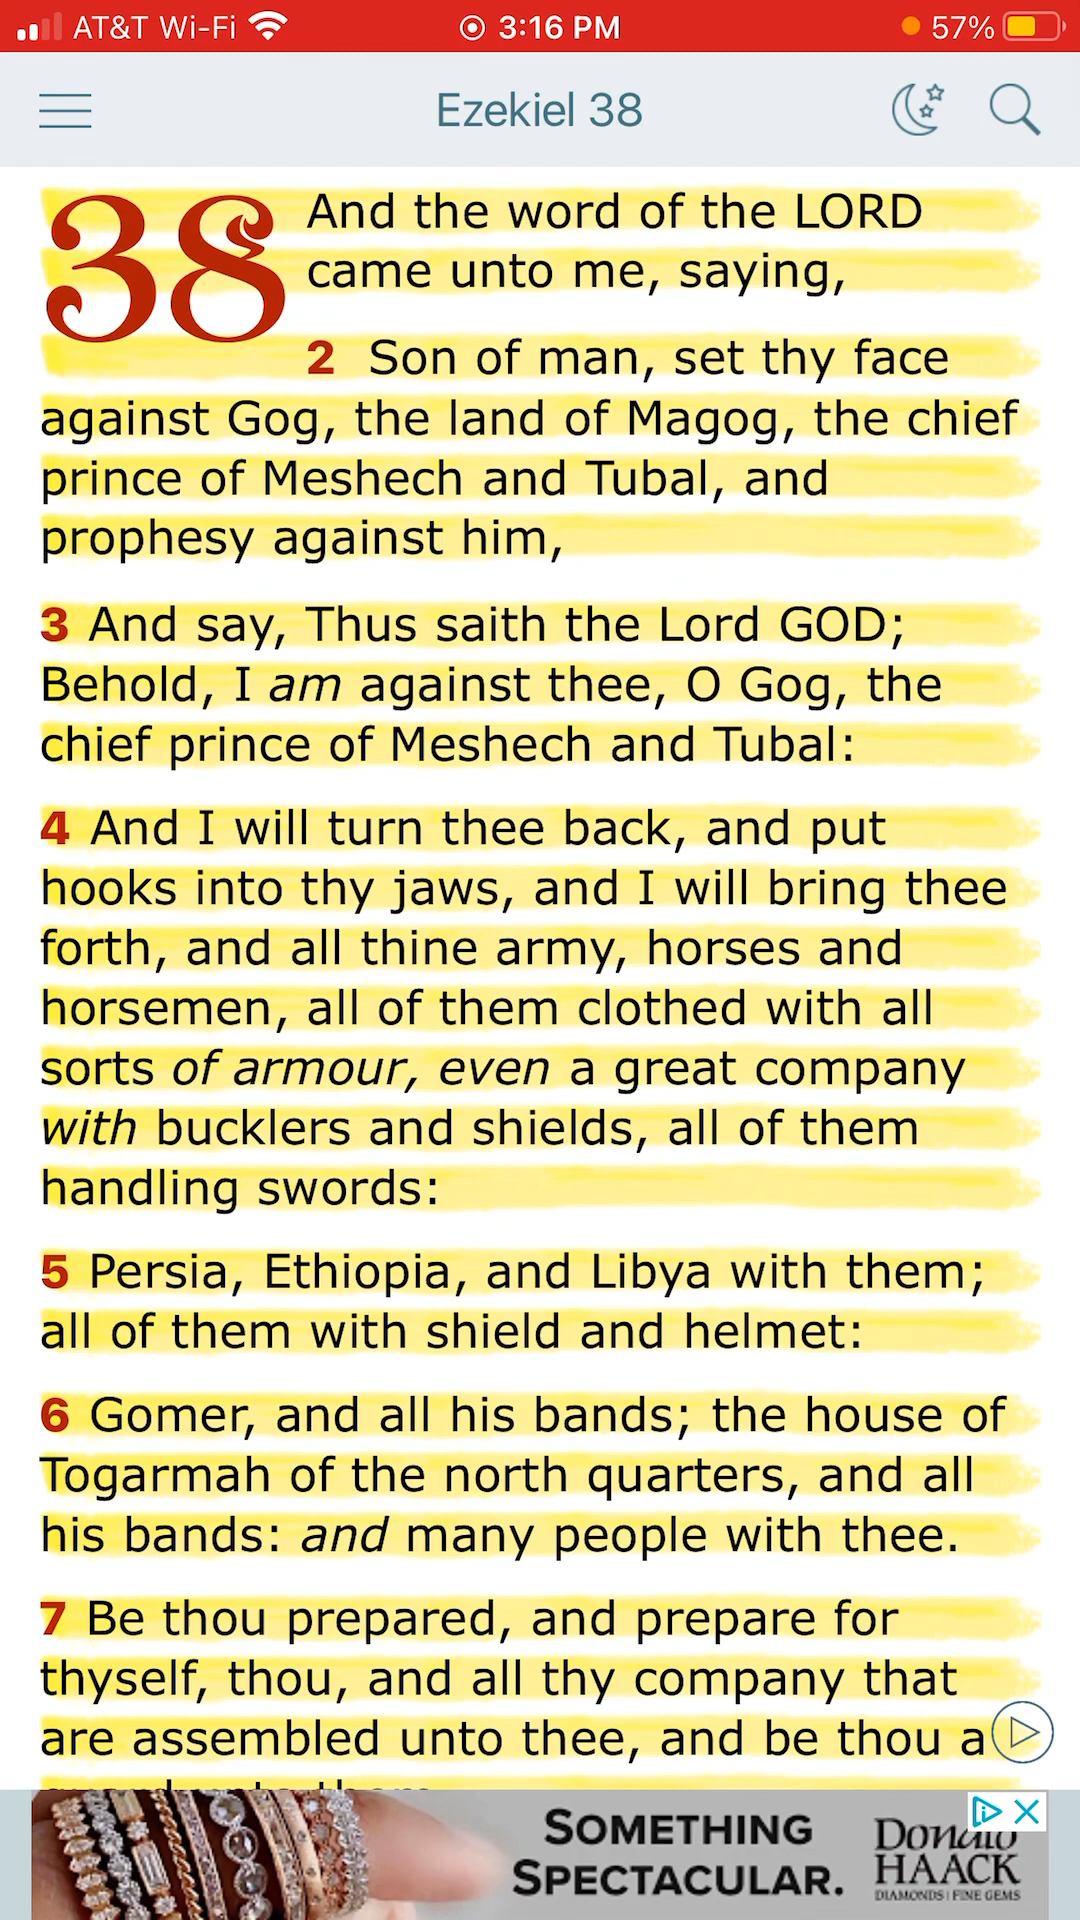 AT&T Wi-Fi 3:16 PM 57%
Ezekiel 38
38 And the word of the LORD
came unto me, saying,
2 Son of man, set thy face
against Gog, the land of Magog, the chief
prince of Meshech and Tubal, and
prophesy against him,
3 And say, Thus saith the Lord GOD;
Behold, I am against thee, O Gog, the
chief prince of Meshech and Tubal:
4 And I will turn thee back, and put
hooks into thy jaws, and I will bring thee
forth, and all thine army, horses and
horsemen, all of them clothed with all
sorts of armour, even a great company
with bucklers and shields, all of them
handling swords:
5 Persia, Ethiopia, and Libya with them;
all of them with shield and helmet:
6 Gomer, and all his bands; the house of
Togarmah of the north quarters, and all
his bands: and many people with thee.
7 Be thou prepared, and prepare for
thyself, thou, and all thy company that
are assembled unto thee, and be thou a
SOMETHING
SPECTACULAR.
Donald
HAACK
DIAMONDS | FINE GEMS